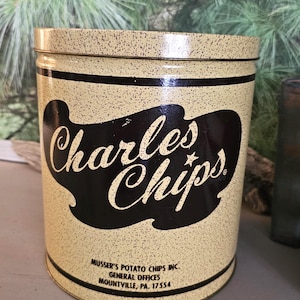 Charles
Chips®
MUSSER'S POTATO CHIPS INC.
GENERAL OFFICES
MOUNTVILLE, PA. 17554